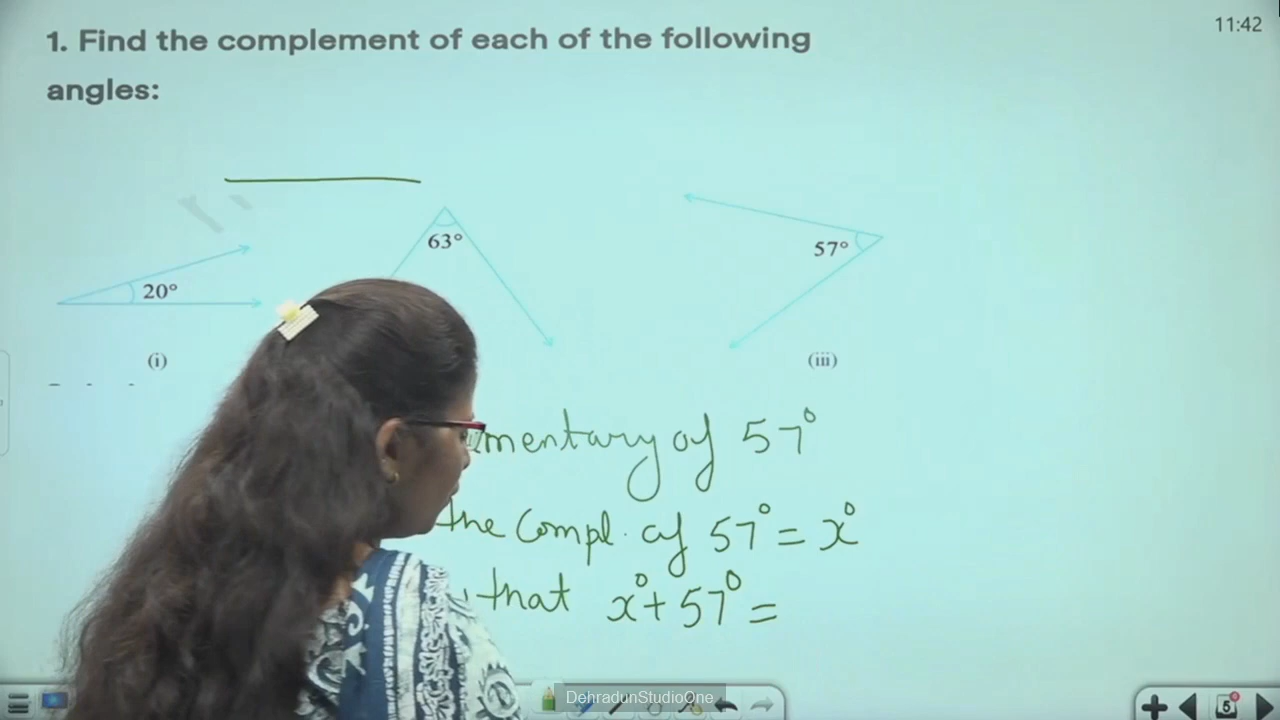 11:42
1. Find the complement of each of the following
angles:
63°
57°
20°
(i)
(iii)
mentary of 57°
the Compl. of 57° = x°
that x° + 57° =
DehradunStudioOne
5